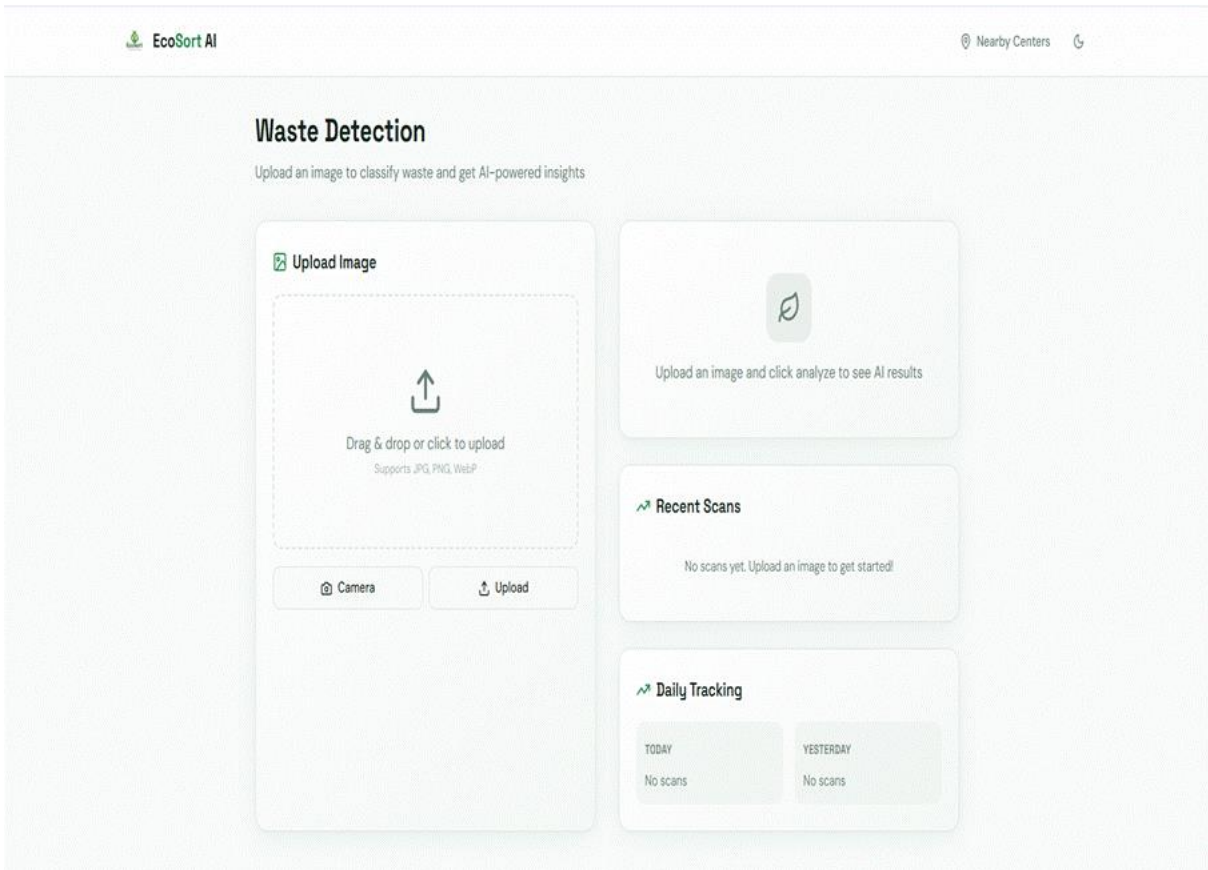 EcoSort AI
Nearby Centers
Waste Detection
Upload an image to classify waste and get AI-powered insights
Upload Image
Drag & drop or click to upload
Supports JPG, PNG, WebP
Camera
Upload
Upload an image and click analyze to see AI results
Recent Scans
No scans yet. Upload an image to get started!
Daily Tracking
TODAY
No scans
YESTERDAY
No scans